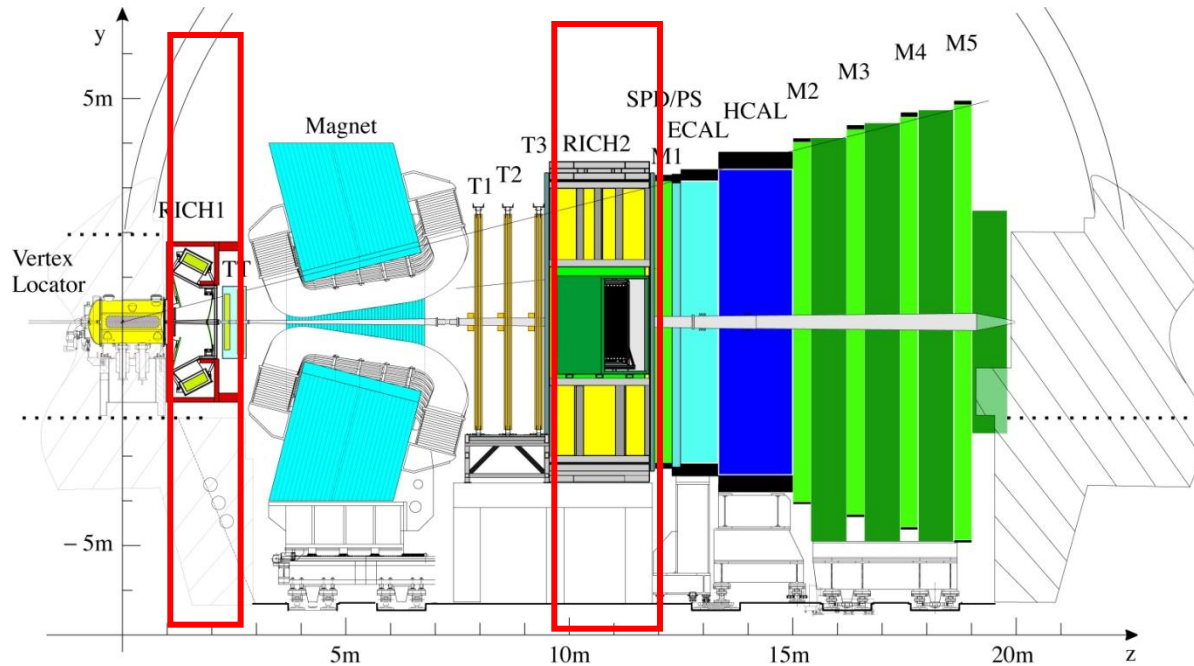 y
5m
M5
M4
M3
M2
SPD/PS
HCAL
ECAL
Magnet
T3
RICH2
T2
M1
T1
RICH1
TT
Vertex
Locator
−5m
5m
10m
15m
20m
z